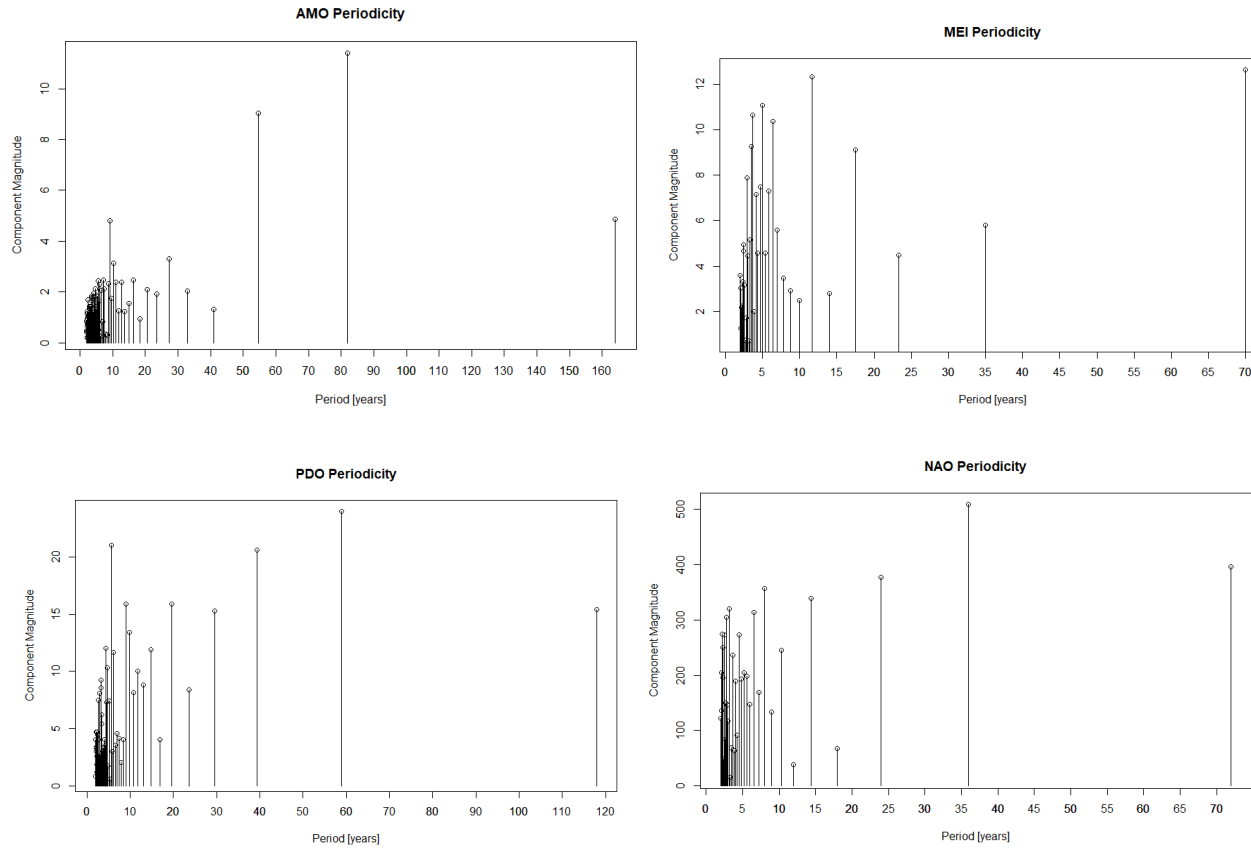 AMO Periodicity
Component Magnitude
10
8
6
4
2
0
0 10 20 30 40 50 60 70 80 90 100 110 120 130 140 150 160
Period [years]
MEI Periodicity
Component Magnitude
12
10
8
6
4
2
0 5 10 15 20 25 30 35 40 45 50 55 60 65 70
Period [years]
PDO Periodicity
Component Magnitude
20
15
10
5
0
0 10 20 30 40 50 60 70 80 90 100 110 120
Period [years]
NAO Periodicity
Component Magnitude
500
400
300
200
100
0
0 5 10 15 20 25 30 35 40 45 50 55 60 65 70
Period [years]